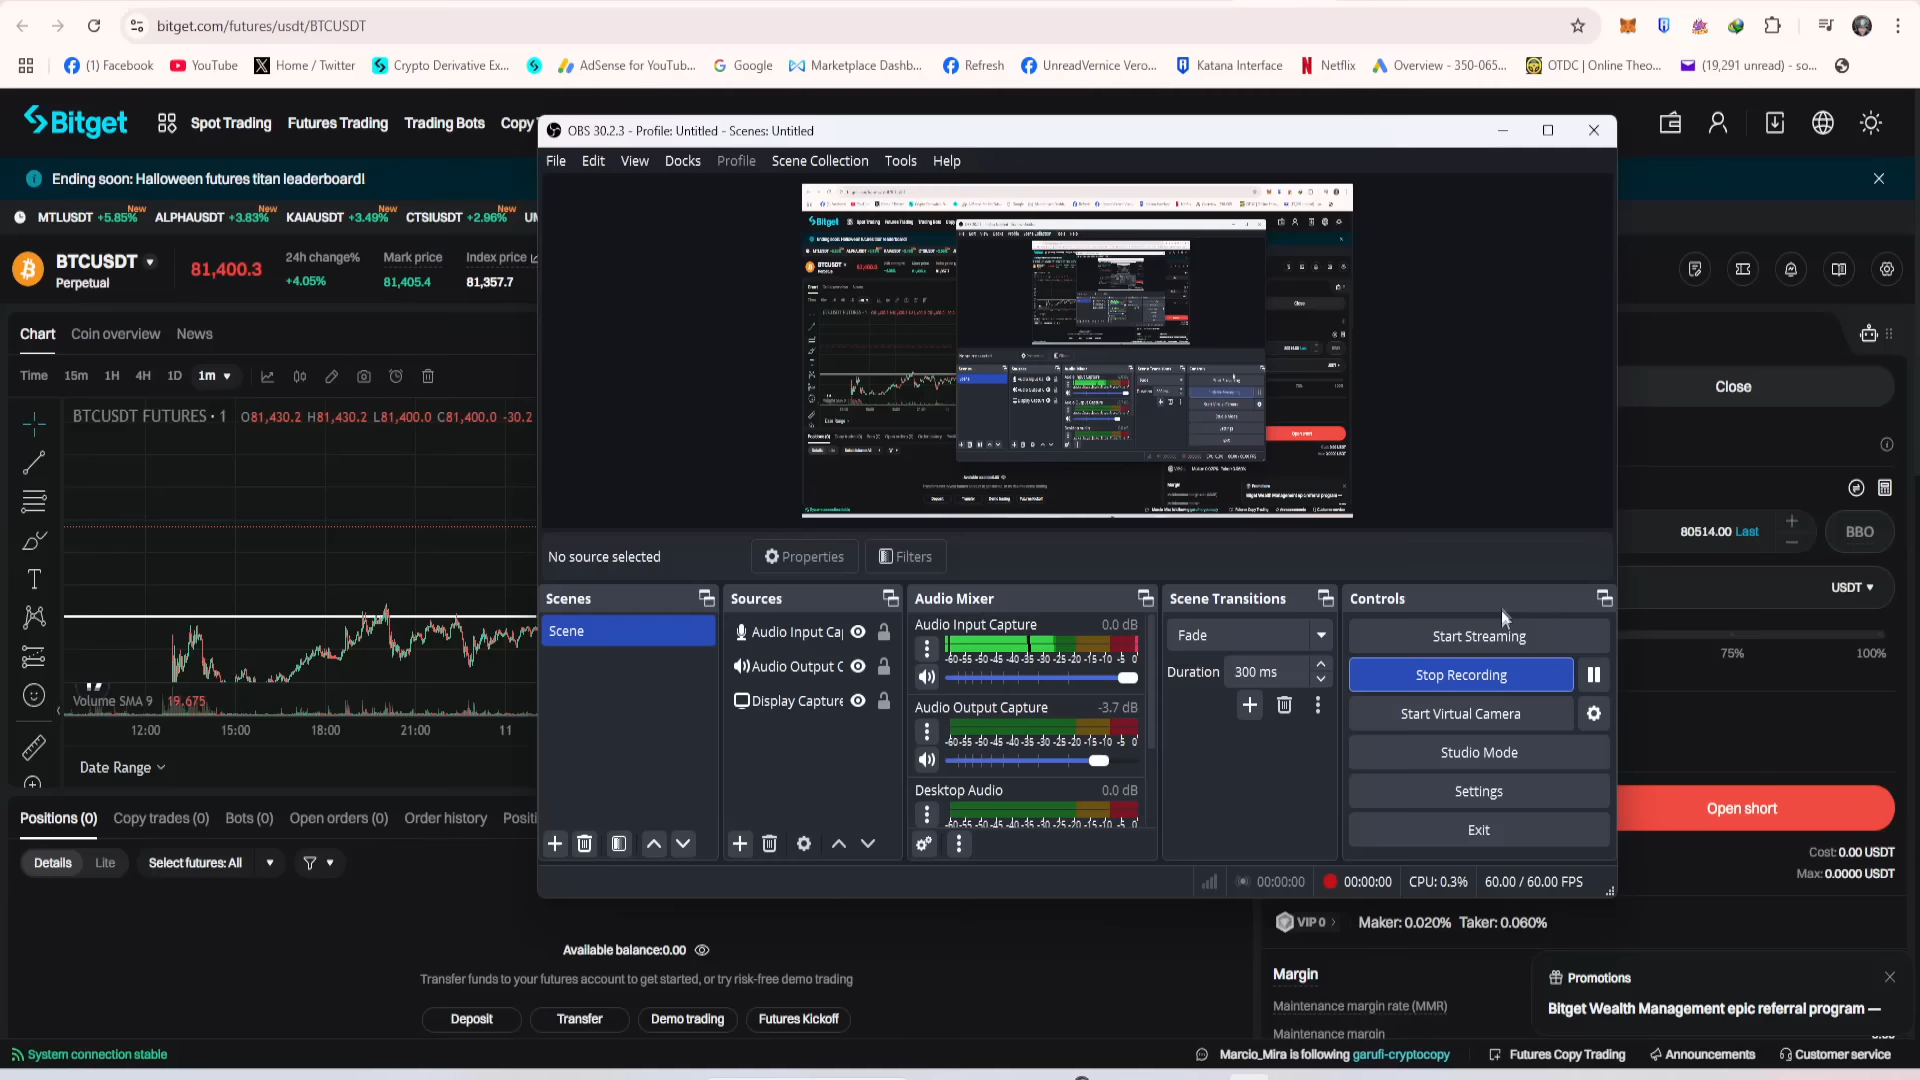 bitget.com/futures/usdt/BTCUSDT
(1) Facebook
YouTube
Home / Twitter
Crypto Derivative Ex...
AdSense for YouTub...
Google
Marketplace Dashb...
Refresh
UnreadVernice Vero...
Katana Interface
Netflix
Overview - 350-065...
OTDC | Online Theo...
(19,291 unread) - so...
Bitget
Spot Trading
Futures Trading
Trading Bots
Copy
Ending soon: Halloween futures titan leaderboard!
MTLUSDT +5.85% New
ALPHAUSDT +3.83% New
KAIAUSDT +3.49% New
CTSIUSDT +2.96% New
BTCUSDT
Perpetual
81,400.3
24h change%
+4.05%
Mark price
81,405.4
Index price
81,357.7
Chart
Coin overview
News
Time
15m
1H
4H
1D
1m
BTCUSDT FUTURES · 1 O81,430.2 H81,430.2 L81,400.0 C81,400.0 -30.2
Volume SMA 9 19.675
12:00
15:00
18:00
21:00
11
Date Range
Positions (0)
Copy trades (0)
Bots (0)
Open orders (0)
Order history
Positi
Details
Lite
Select futures: All
Available balance:0.00
Transfer funds to your futures account to get started, or try risk-free demo trading
Deposit
Transfer
Demo trading
Futures Kickoff
System connection stable
OBS 30.2.3 - Profile: Untitled - Scenes: Untitled
File
Edit
View
Docks
Profile
Scene Collection
Tools
Help
No source selected
Properties
Filters
Scenes
Scene
Sources
Audio Input Ca
Audio Output C
Display Capture
Audio Mixer
Audio Input Capture 0.0 dB
-60 -55 -50 -45 -40 -35 -30 -25 -20 -15 -10 -5 0
Audio Output Capture -3.7 dB
-60 -55 -50 -45 -40 -35 -30 -25 -20 -15 -10 -5 0
Desktop Audio 0.0 dB
-60 -55 -50 -45 -40 -35 -30 -25 -20 -15 -10 -5 0
Scene Transitions
Fade
Duration 300 ms
Controls
Start Streaming
Stop Recording
Start Virtual Camera
Studio Mode
Settings
Exit
00:00:00
00:00:00
CPU: 0.3%
60.00 / 60.00 FPS
Close
80514.00 Last
BBO
USDT
75%
100%
Open short
Cost: 0.00 USDT
Max: 0.0000 USDT
VIP 0
Maker: 0.020% Taker: 0.060%
Margin
Maintenance margin rate (MMR)
Maintenance margin
Promotions
Bitget Wealth Management epic referral program —
Marcio_Mira is following garufi-cryptocopy
Futures Copy Trading
Announcements
Customer service